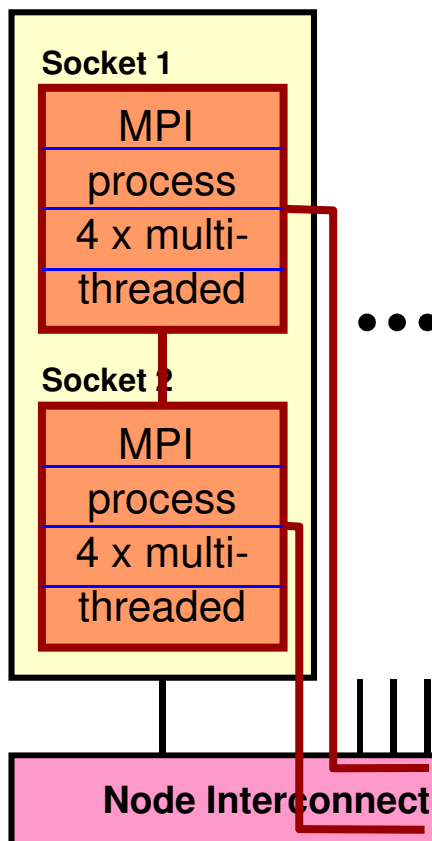 Socket 1
MPI
process
4 x multi-
threaded
Socket 2
MPI
process
4 x multi-
threaded
Node Interconnect